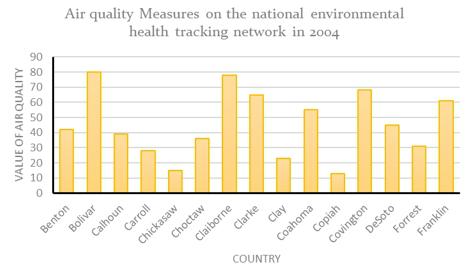 Air quality Measures on the national environmental
health tracking network in 2004
VALUE OF AIR QUALITY
90
80
70
60
50
40
30
20
10
0
Benton
Bolivar
Calhoun
Carroll
Chickasaw
Choctaw
Claiborne
Clarke
Clay
Coahoma
Copiah
Covington
DeSoto
Forrest
Franklin
COUNTRY